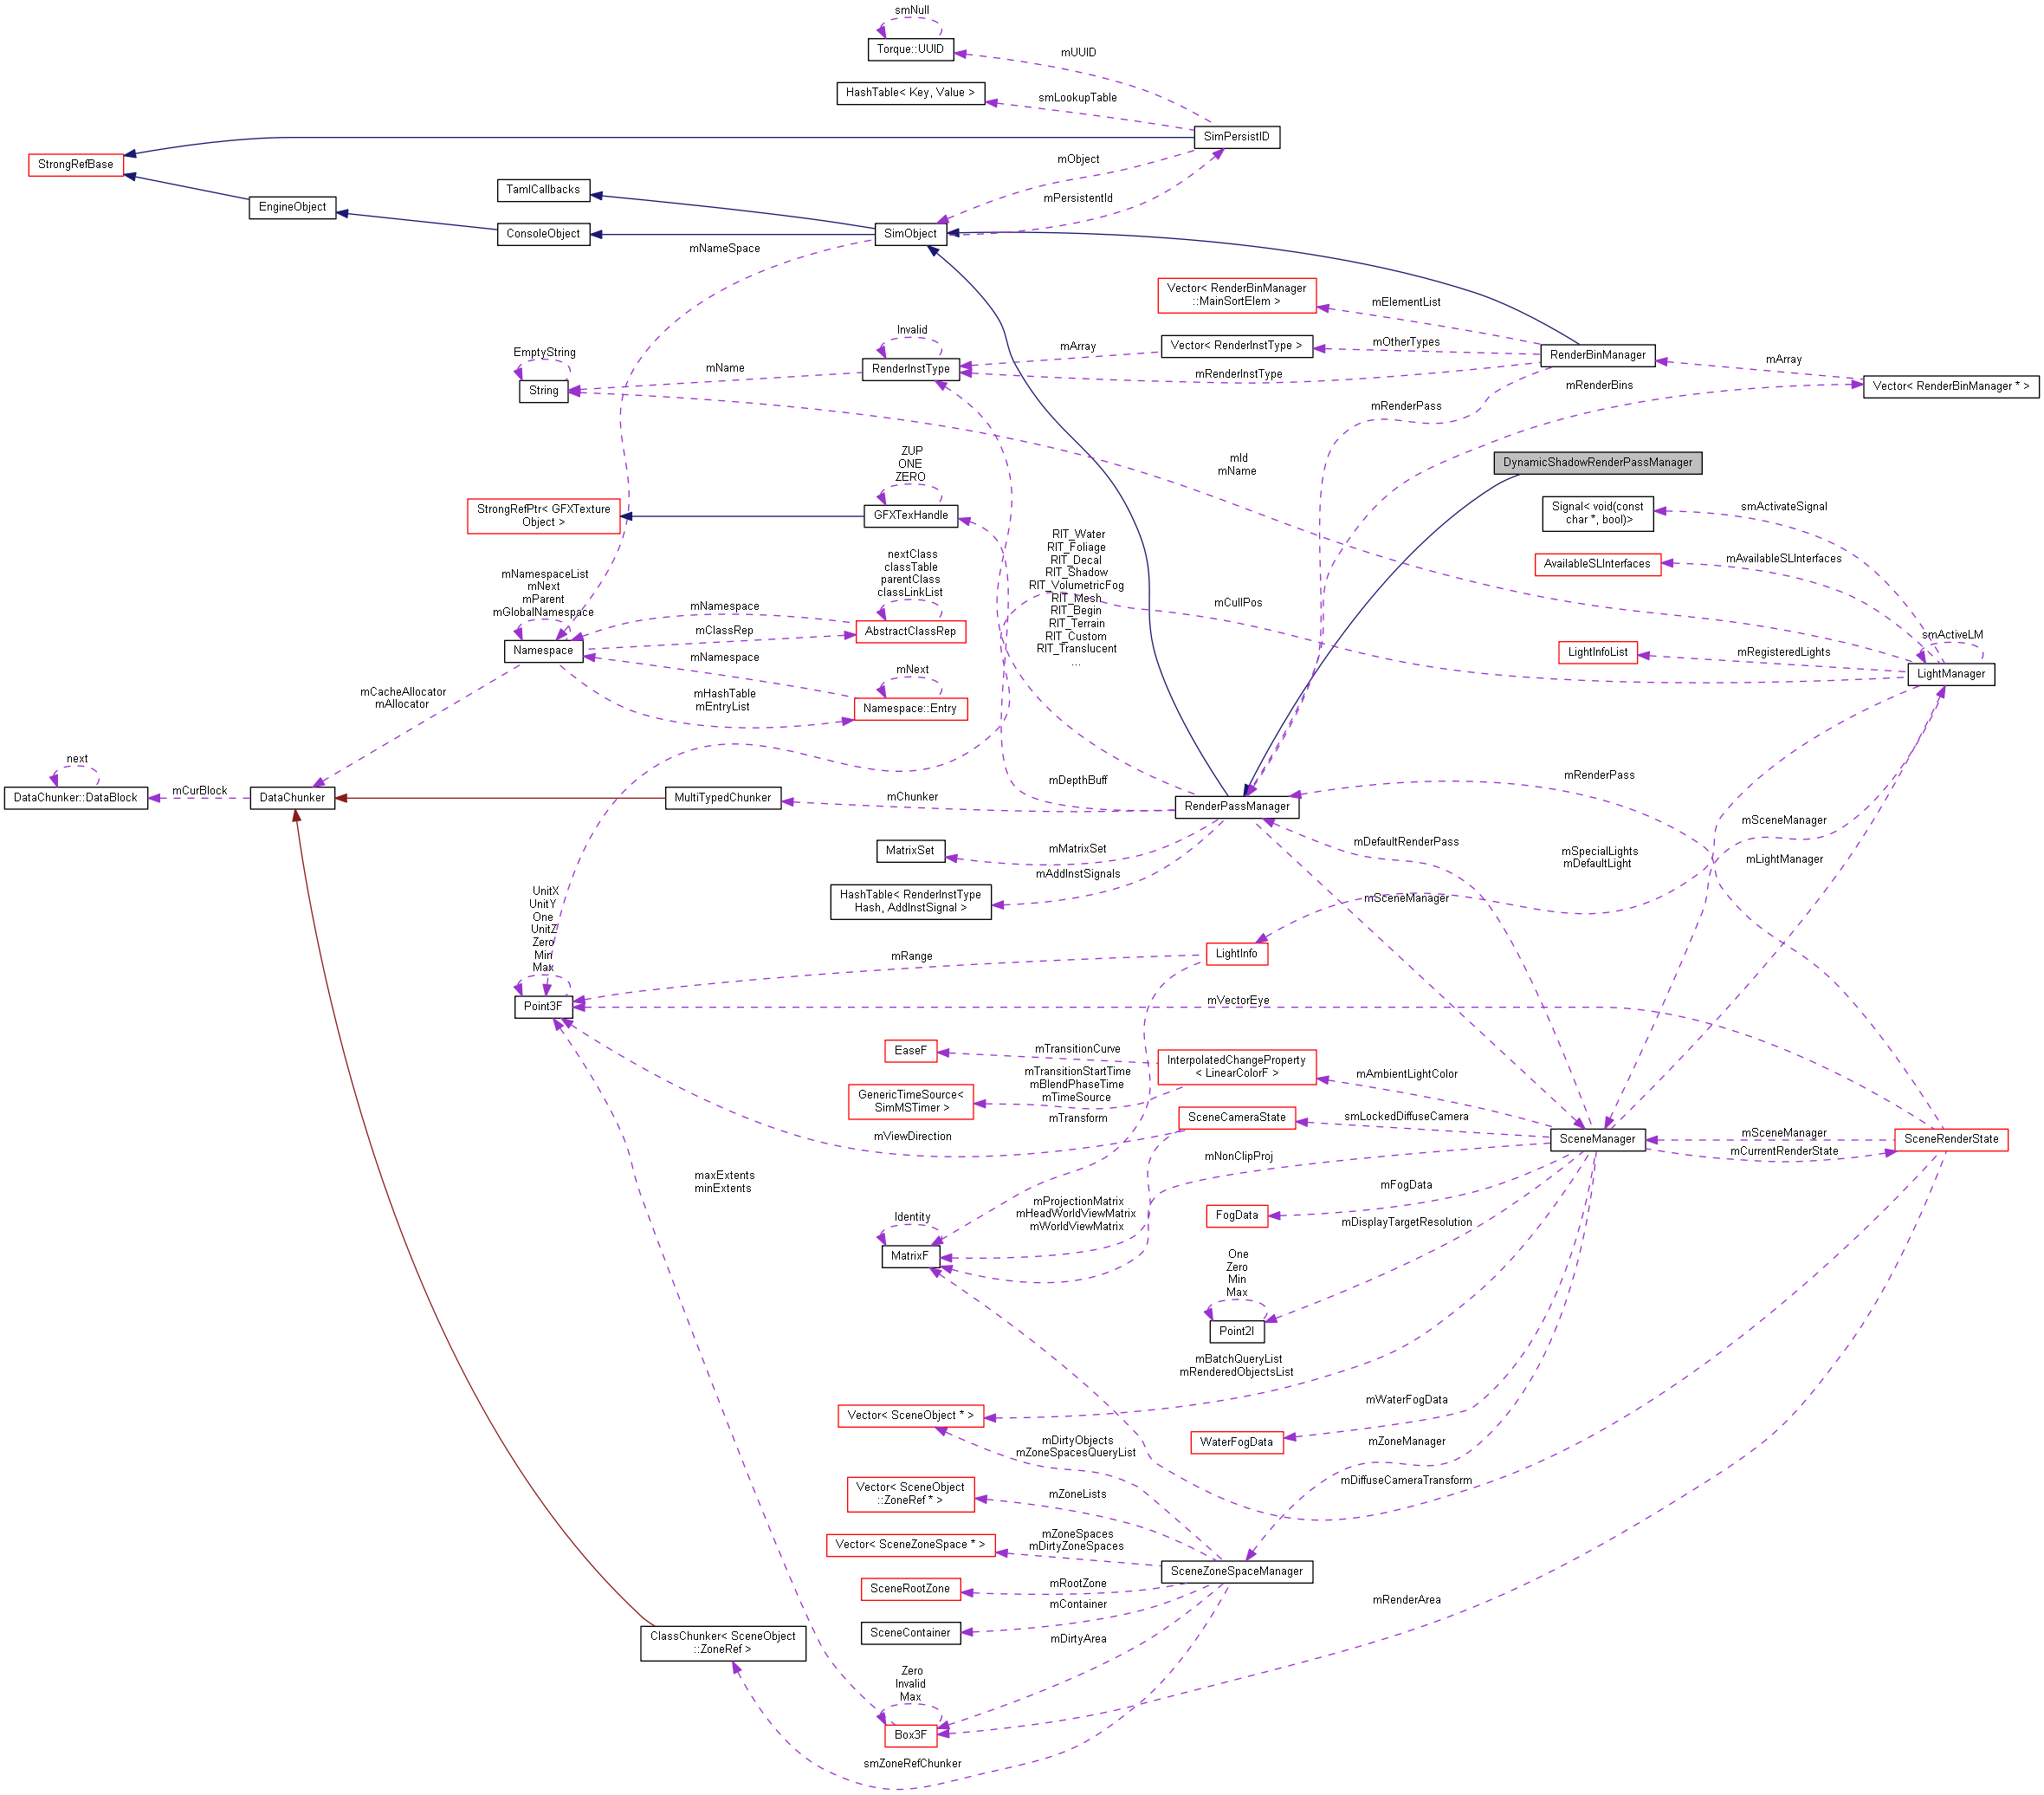 smNull
Torque::UUID
mUUID
HashTable< Key, Value >
smLookupTable
SimPersistID
StrongRefBase
mObject
TamlCallbacks
mPersistentId
EngineObject
ConsoleObject
SimObject
mNameSpace
Vector< RenderBinManager
::MainSortElem >
mElementList
Invalid
mArray
Vector< RenderInstType >
mOtherTypes
RenderBinManager
mArray
EmptyString
mName
RenderInstType
mRenderInstType
mRenderBins
Vector< RenderBinManager * >
String
mRenderPass
ZUP
ONE
ZERO
mId
mName
DynamicShadowRenderPassManager
StrongRefPtr< GFXTexture
Object >
GFXTexHandle
Signal< void(const
char *, bool)>
smActivateSignal
RIT_Water
RIT_Foliage
RIT_Decal
RIT_Shadow
RIT_VolumetricFog
RIT_Mesh
RIT_Begin
RIT_Terrain
RIT_Custom
RIT_Translucent
...
nextClass
classTable
parentClass
classLinkList
AvailableSLInterfaces
mAvailableSLInterfaces
mNamespaceList
mNext
mParent
mGlobalNamespace
mNamespace
mCullPos
mClassRep
AbstractClassRep
smActiveLM
Namespace
mNamespace
mNext
LightInfoList
mRegisteredLights
LightManager
mCacheAllocator
mAllocator
mHashTable
mEntryList
Namespace::Entry
next
mDepthBuff
mRenderPass
DataChunker::DataBlock
mCurBlock
DataChunker
MultiTypedChunker
mChunker
RenderPassManager
mSceneManager
MatrixSet
mMatrixSet
mDefaultRenderPass
mSpecialLights
mDefaultLight
mLightManager
mAddInstSignals
HashTable< RenderInstType
Hash, AddInstSignal >
mSceneManager
UnitX
UnitY
One
UnitZ
Zero
Min
Max
mRange
LightInfo
Point3F
mVectorEye
EaseF
mTransitionCurve
InterpolatedChangeProperty
< LinearColorF >
mAmbientLightColor
GenericTimeSource<
SimMSTimer >
mTransitionStartTime
mBlendPhaseTime
mTimeSource
mTransform
SceneCameraState
smLockedDiffuseCamera
mViewDirection
SceneManager
mSceneManager
mCurrentRenderState
SceneRenderState
mNonClipProj
maxExtents
minExtents
mFogData
mProjectionMatrix
mHeadWorldViewMatrix
mWorldViewMatrix
FogData
mDisplayTargetResolution
Identity
MatrixF
One
Zero
Min
Max
Point2I
mBatchQueryList
mRenderedObjectsList
mWaterFogData
Vector< SceneObject * >
WaterFogData
mDirtyObjects
mZoneSpacesQueryList
mZoneManager
mDiffuseCameraTransform
Vector< SceneObject
::ZoneRef * >
mZoneLists
Vector< SceneZoneSpace * >
mZoneSpaces
mDirtyZoneSpaces
SceneZoneSpaceManager
SceneRootZone
mRootZone
mContainer
mRenderArea
SceneContainer
mDirtyArea
ClassChunker< SceneObject
::ZoneRef >
Zero
Invalid
Max
Box3F
smZoneRefChunker